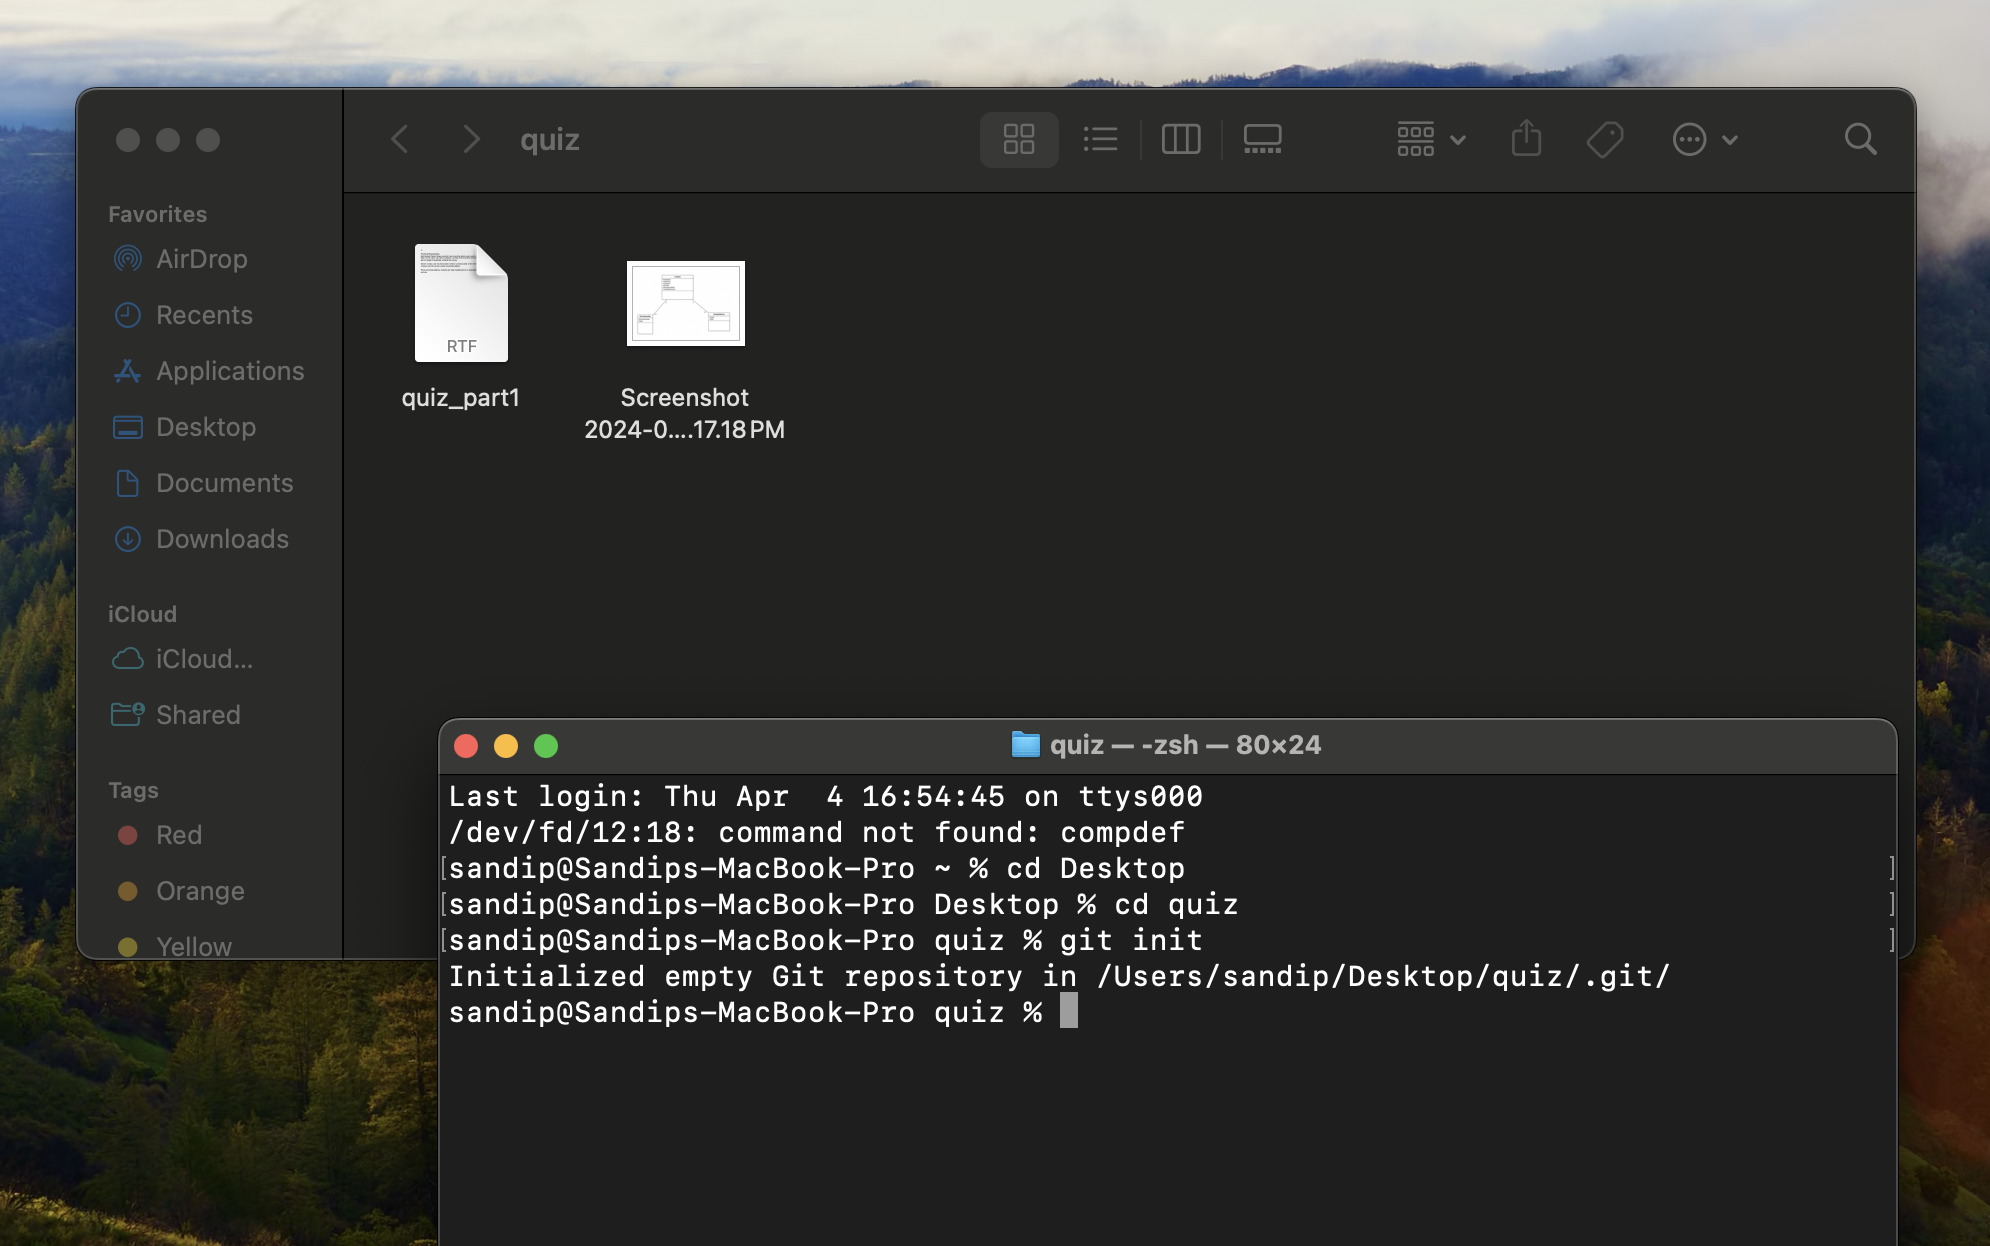 quiz
Favorites
AirDrop
Recents
Applications
Desktop
Documents
Downloads
iCloud
iCloud...
Shared
Tags
Red
Orange
Yellow
RTF
quiz_part1
Screenshot
2024-0....17.18 PM
quiz — -zsh — 80×24
Last login: Thu Apr  4 16:54:45 on ttys000
/dev/fd/12:18: command not found: compdef
[sandip@Sandips-MacBook-Pro ~ % cd Desktop ]
[sandip@Sandips-MacBook-Pro Desktop % cd quiz ]
[sandip@Sandips-MacBook-Pro quiz % git init ]
Initialized empty Git repository in /Users/sandip/Desktop/quiz/.git/
sandip@Sandips-MacBook-Pro quiz %